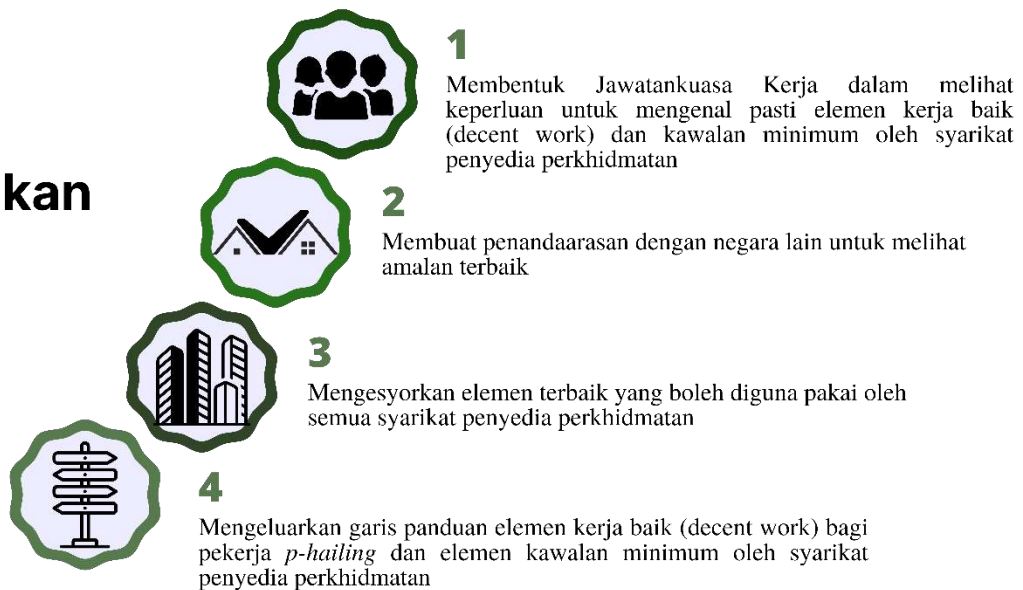 kan
1
Membentuk Jawatankuasa Kerja dalam melihat
keperluan untuk mengenal pasti elemen kerja baik
(decent work) dan kawalan minimum oleh syarikat
penyedia perkhidmatan
2
Membuat penandaarasan dengan negara lain untuk melihat
amalan terbaik
3
Mengesyorkan elemen terbaik yang boleh diguna pakai oleh
semua syarikat penyedia perkhidmatan
4
Mengeluarkan garis panduan elemen kerja baik (decent work) bagi
pekerja p-hailing dan elemen kawalan minimum oleh syarikat
penyedia perkhidmatan